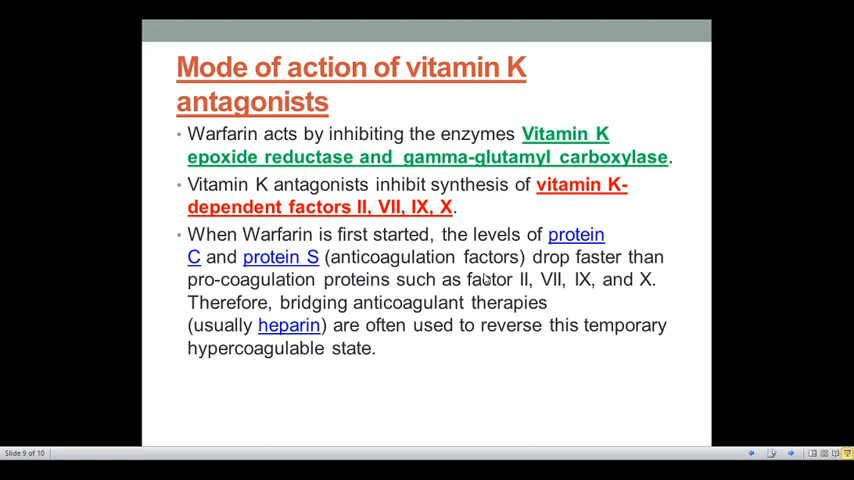 Mode of action of vitamin K
antagonists
• Warfarin acts by inhibiting the enzymes Vitamin K
epoxide reductase and gamma-glutamyl carboxylase.
• Vitamin K antagonists inhibit synthesis of vitamin K-
dependent factors II, VII, IX, X.
• When Warfarin is first started, the levels of protein
C and protein S (anticoagulation factors) drop faster than
pro-coagulation proteins such as factor II, VII, IX, and X.
Therefore, bridging anticoagulant therapies
(usually heparin) are often used to reverse this temporary
hypercoagulable state.
Slide 9 of 10